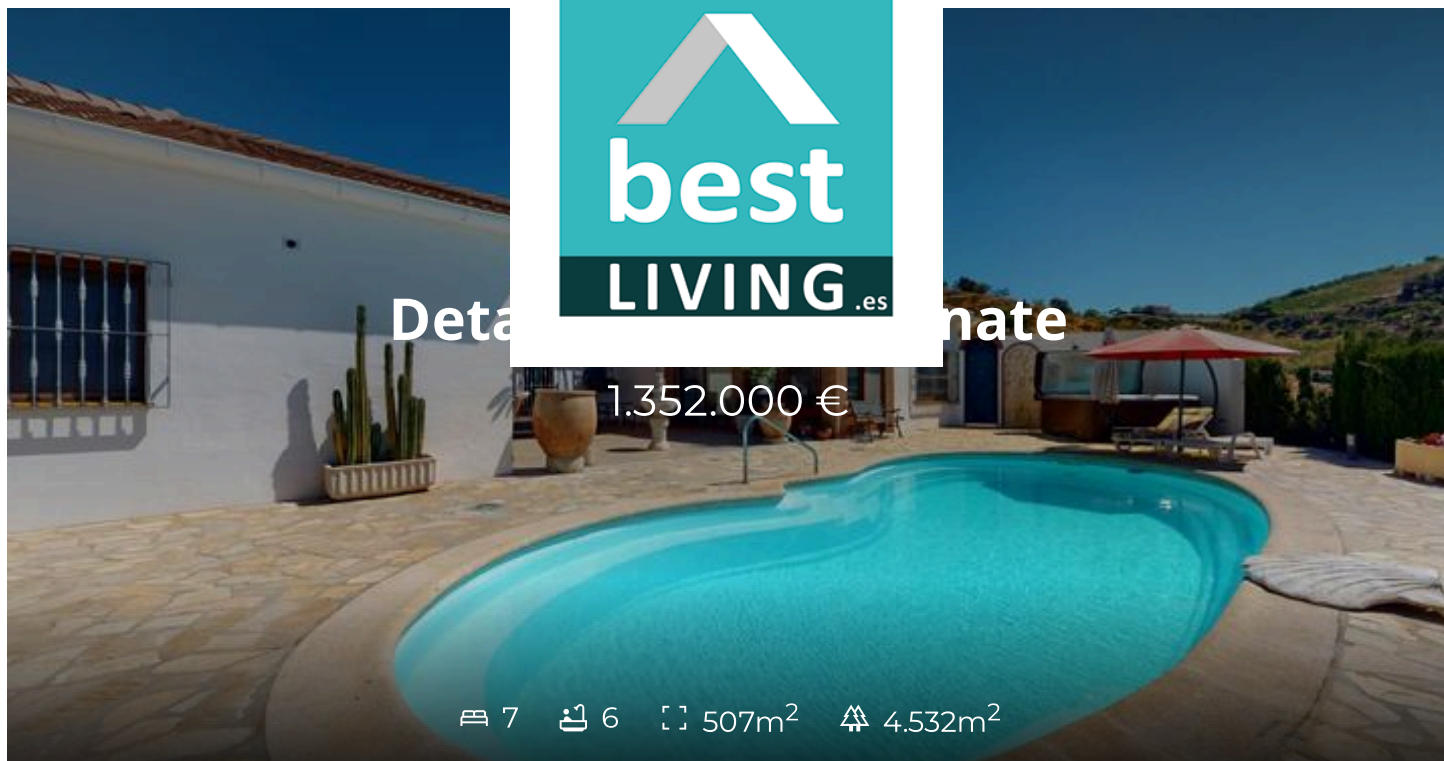 best
LIVING.es
Deta nate
1.352.000 €
7 6 507m² 4.532m²